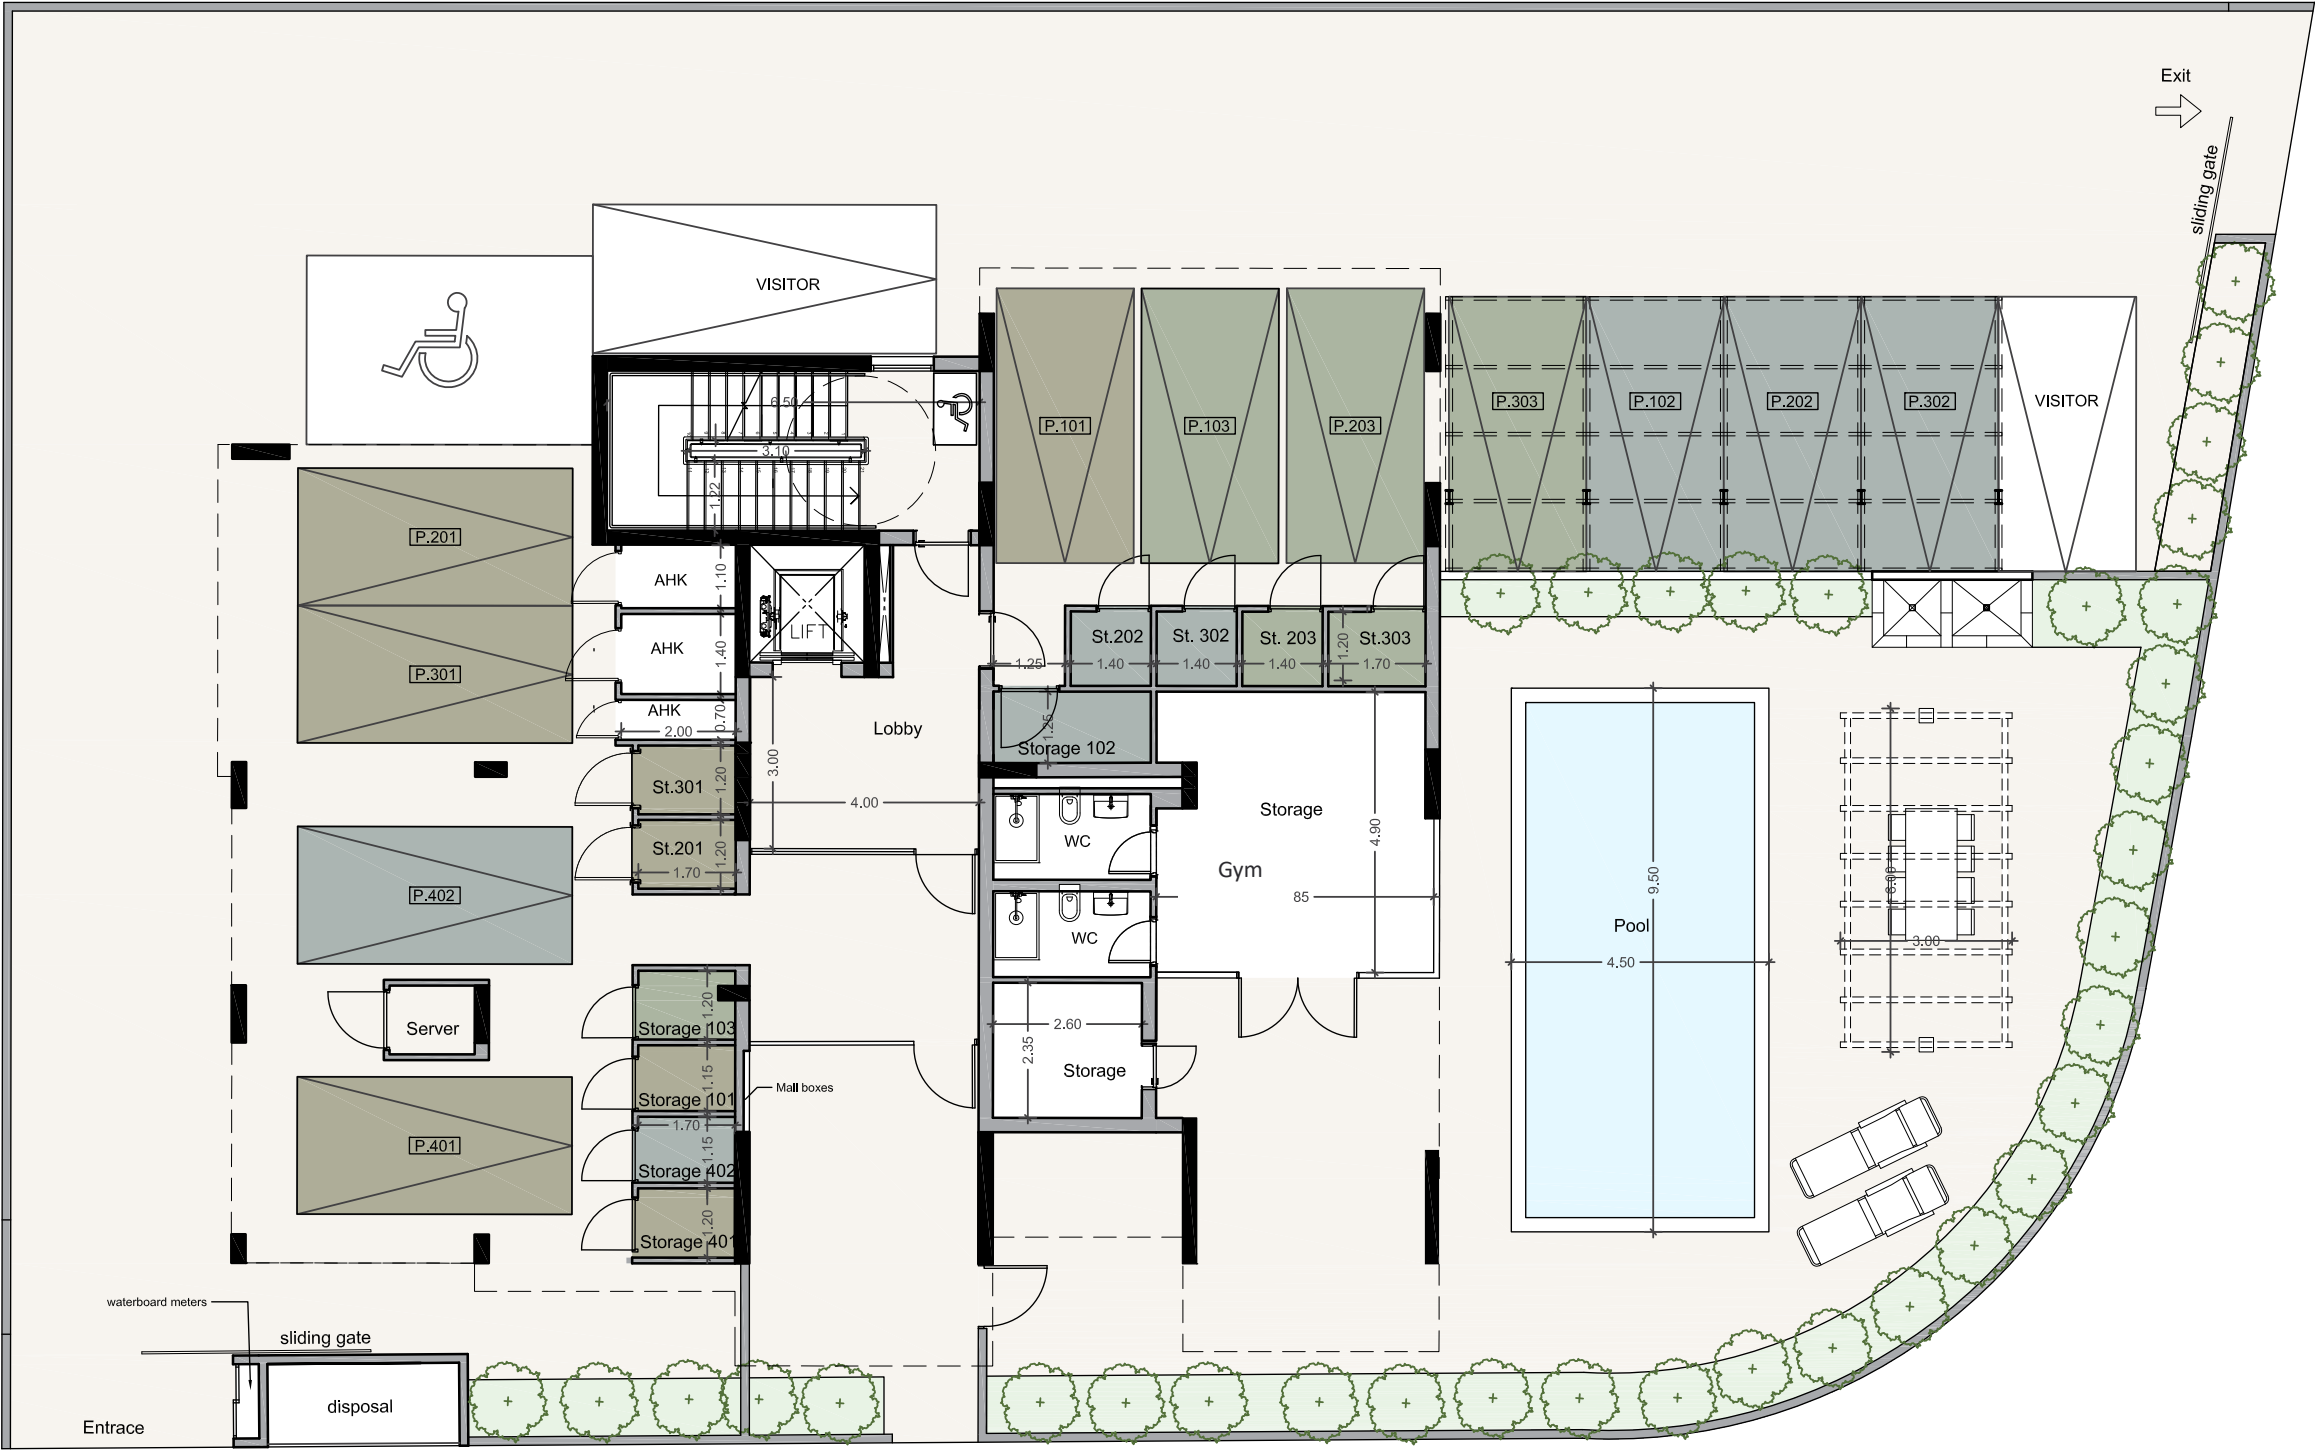 Exit
sliding gate
VISITOR
P.101
P.103
P.203
P.303
P.102
P.202
P.302
VISITOR
6.50
3.10
1.22
P.201
P.301
AHK
1.10
AHK
1.40
AHK
0.70
2.00
LIFT
Lobby
3.00
4.00
1.25
St.202
1.40
St. 302
1.40
St. 203
1.40
St.303
1.20
1.70
1.25
Storage 102
St.301
1.20
St.201
1.20
1.70
WC
WC
Storage
Gym
4.90
85
Pool
9.50
4.50
6.00
3.00
P.402
Server
P.401
1.20
Storage 103
1.15
Storage 101
1.70
1.15
Storage 402
1.20
Storage 401
Mail boxes
2.60
2.35
Storage
waterboard meters
sliding gate
disposal
Entrace